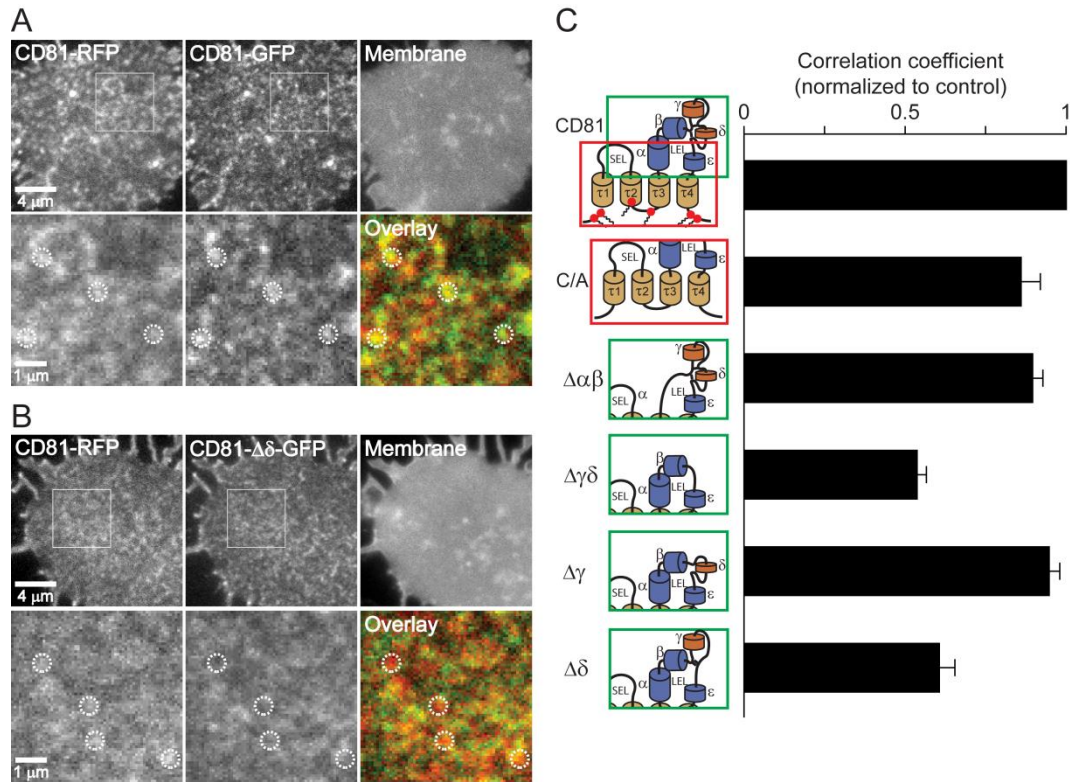 A
CD81-RFP
CD81-GFP
Membrane
4 μm
Overlay
1 μm
B
CD81-RFP
CD81-Δδ-GFP
Membrane
4 μm
Overlay
1 μm
C
Correlation coefficient
(normalized to control)
0
0.5
1
CD81
γ
β
δ
SEL
α
LEL
ε
τ1
τ2
τ3
τ4
C/A
SEL
α
LEL
ε
τ1
τ2
τ3
τ4
Δαβ
γ
δ
SEL
α
LEL
ε
Δγδ
β
SEL
α
LEL
ε
Δγ
β
δ
SEL
α
LEL
ε
Δδ
γ
β
SEL
α
LEL
ε